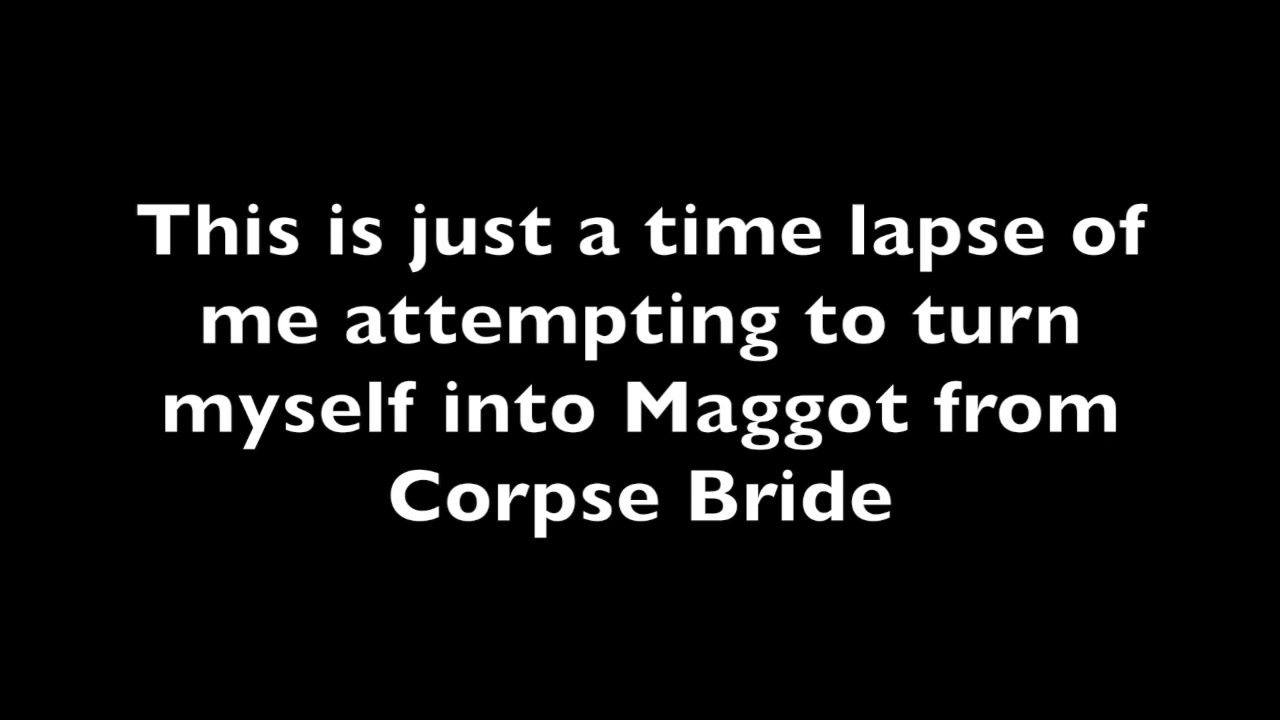 This is just a time lapse of
me attempting to turn
myself into Maggot from
Corpse Bride